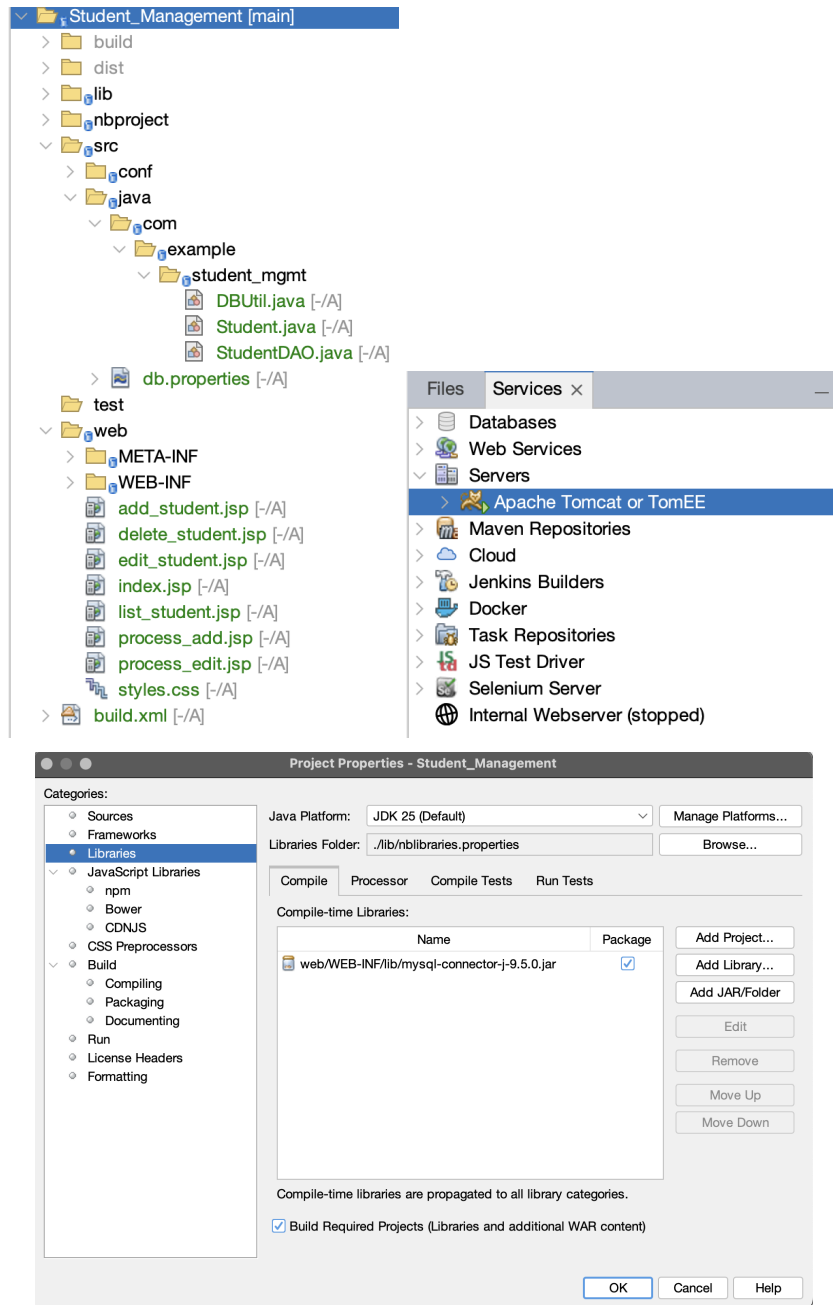 Student_Management [main]
build
dist
lib
nbproject
src
conf
java
com
example
student_mgmt
DBUtil.java [-/A]
Student.java [-/A]
StudentDAO.java [-/A]
db.properties [-/A]
test
web
META-INF
WEB-INF
add_student.jsp [-/A]
delete_student.jsp [-/A]
edit_student.jsp [-/A]
index.jsp [-/A]
list_student.jsp [-/A]
process_add.jsp [-/A]
process_edit.jsp [-/A]
styles.css [-/A]
build.xml [-/A]
Files Services
Databases
Web Services
Servers
Apache Tomcat or TomEE
Maven Repositories
Cloud
Jenkins Builders
Docker
Task Repositories
JS Test Driver
Selenium Server
Internal Webserver (stopped)
Project Properties - Student_Management
Categories:
Sources
Frameworks
Libraries
JavaScript Libraries
npm
Bower
CDNJS
CSS Preprocessors
Build
Compiling
Packaging
Documenting
Run
License Headers
Formatting
Java Platform: JDK 25 (Default) Manage Platforms...
Libraries Folder: ./lib/nblibraries.properties Browse...
Compile Processor Compile Tests Run Tests
Compile-time Libraries:
Name Package
web/WEB-INF/lib/mysql-connector-j-9.5.0.jar
Add Project...
Add Library...
Add JAR/Folder
Edit
Remove
Move Up
Move Down
Compile-time libraries are propagated to all library categories.
Build Required Projects (Libraries and additional WAR content)
OK Cancel Help